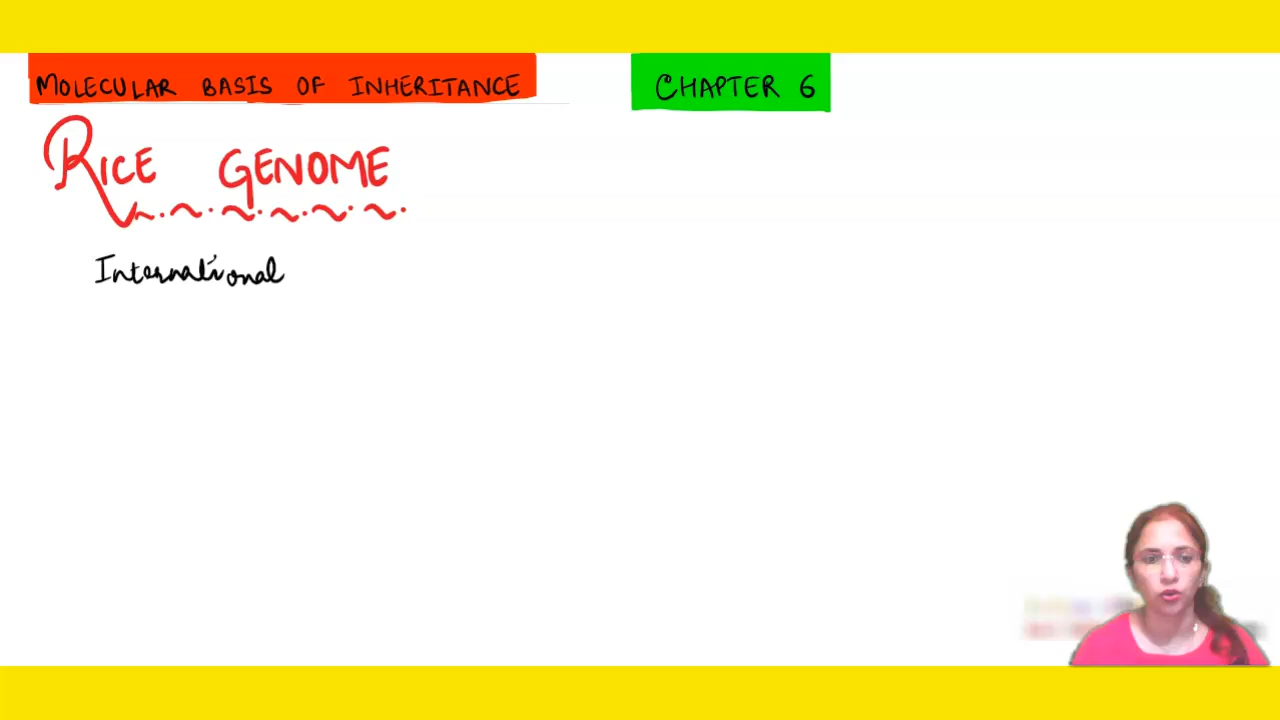 MOLECULAR BASIS OF INHERITANCE
CHAPTER 6
RICE GENOME
International